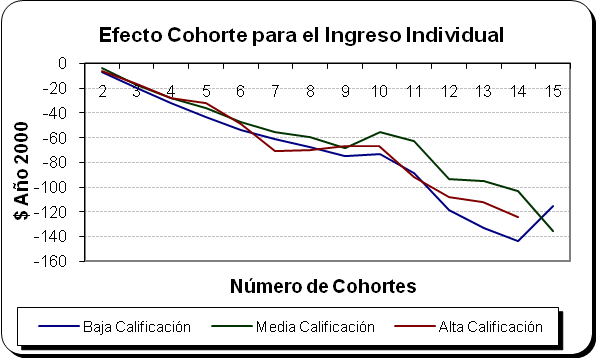 Efecto Cohorte para el Ingreso Individual
0
-20
-40
-60
-80
-100
-120
-140
-160
2 3 4 5 6 7 8 9 10 11 12 13 14 15
$ Año 2000
Número de Cohortes
Baja Calificación Media Calificación Alta Calificación